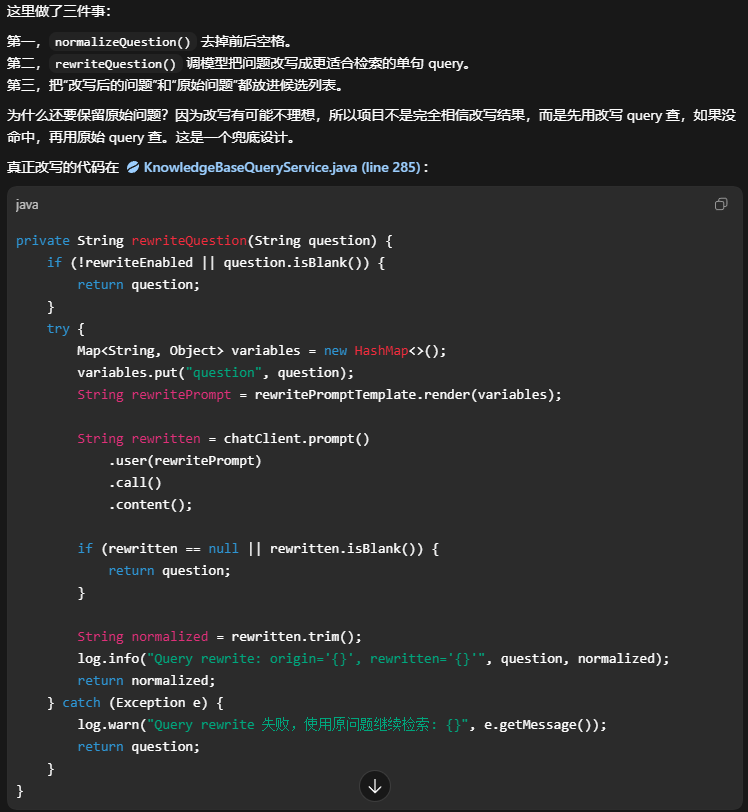 这里做了三件事：
第一，normalizeQuestion() 去掉前后空格。
第二，rewriteQuestion() 调模型把问题改写成更适合检索的单句 query。
第三，把“改写后的问题”和“原始问题”都放进候选列表。
为什么还要保留原始问题？因为改写有可能不理想，所以项目不是完全相信改写结果，而是先用改写 query 查，如果没
命中，再用原始 query 查。这是一个兜底设计。
真正改写的代码在 KnowledgeBaseQueryService.java (line 285)：
java
private String rewriteQuestion(String question) {
    if (!rewriteEnabled || question.isBlank()) {
        return question;
    }
    try {
        Map<String, Object> variables = new HashMap<>();
        variables.put("question", question);
        String rewritePrompt = rewritePromptTemplate.render(variables);

        String rewritten = chatClient.prompt()
            .user(rewritePrompt)
            .call()
            .content();

        if (rewritten == null || rewritten.isBlank()) {
            return question;
        }

        String normalized = rewritten.trim();
        log.info("Query rewrite: origin='{}', rewritten='{}'", question, normalized);
        return normalized;
    } catch (Exception e) {
        log.warn("Query rewrite 失败，使用原问题继续检索: {}", e.getMessage());
        return question;
    }
}